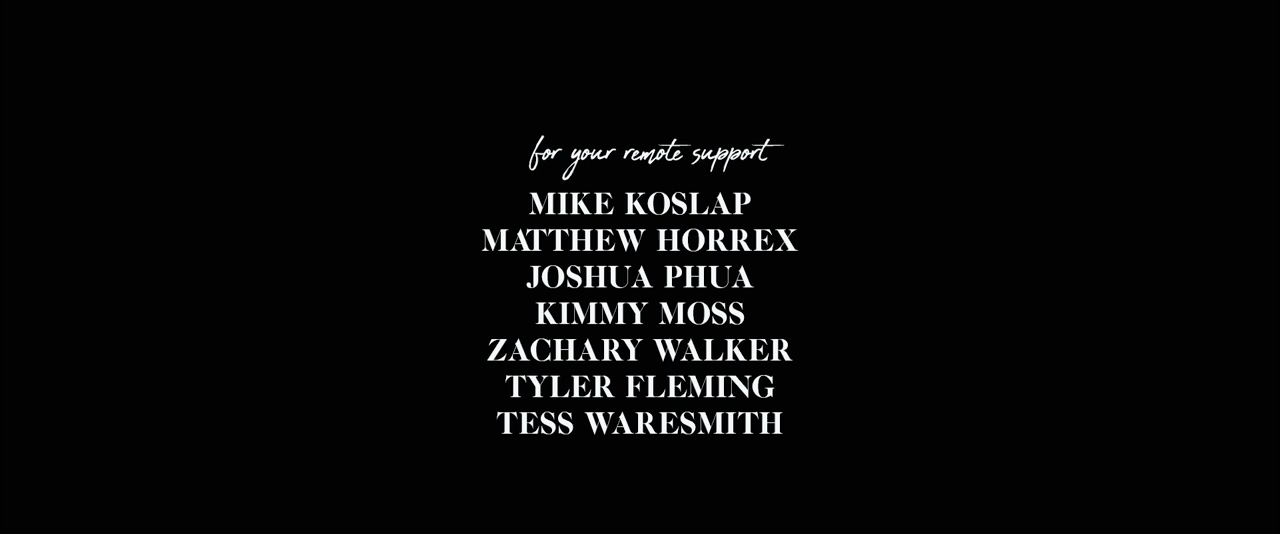 for your remote support
MIKE KOSLAP
MATTHEW HORREX
JOSHUA PHUA
KIMMY MOSS
ZACHARY WALKER
TYLER FLEMING
TESS WARESMITH